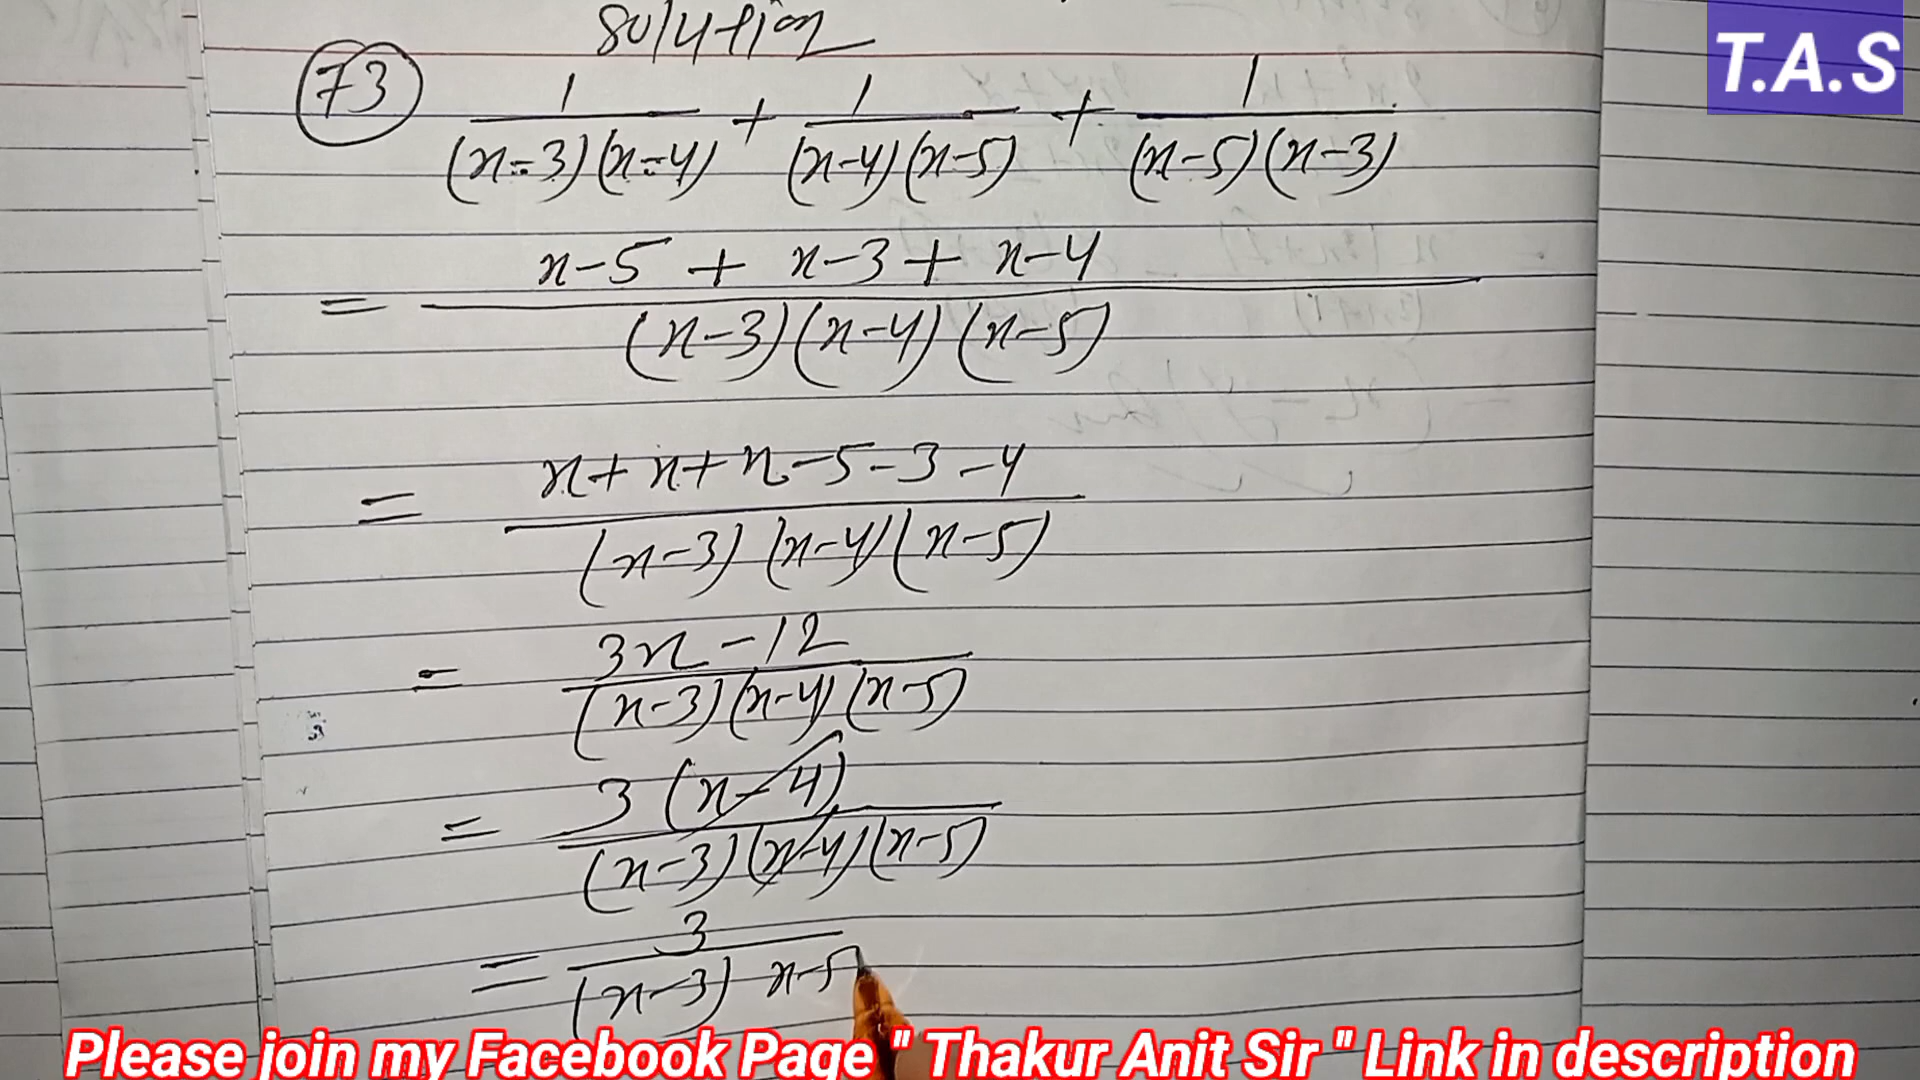 solution
T.A.S
73 1/(x-3)(x-4) + 1/(x-4)(x-5) + 1/(x-5)(x-3)
= x-5 + x-3 + x-4 / (x-3)(x-4)(x-5)
= x+x+x-5-3-4 / (x-3)(x-4)(x-5)
= 3x-12 / (x-3)(x-4)(x-5)
= 3(x-4) / (x-3)(x-4)(x-5)
= 3 / (x-3) x-5
Please join my Facebook Page " Thakur Anit Sir " Link in description